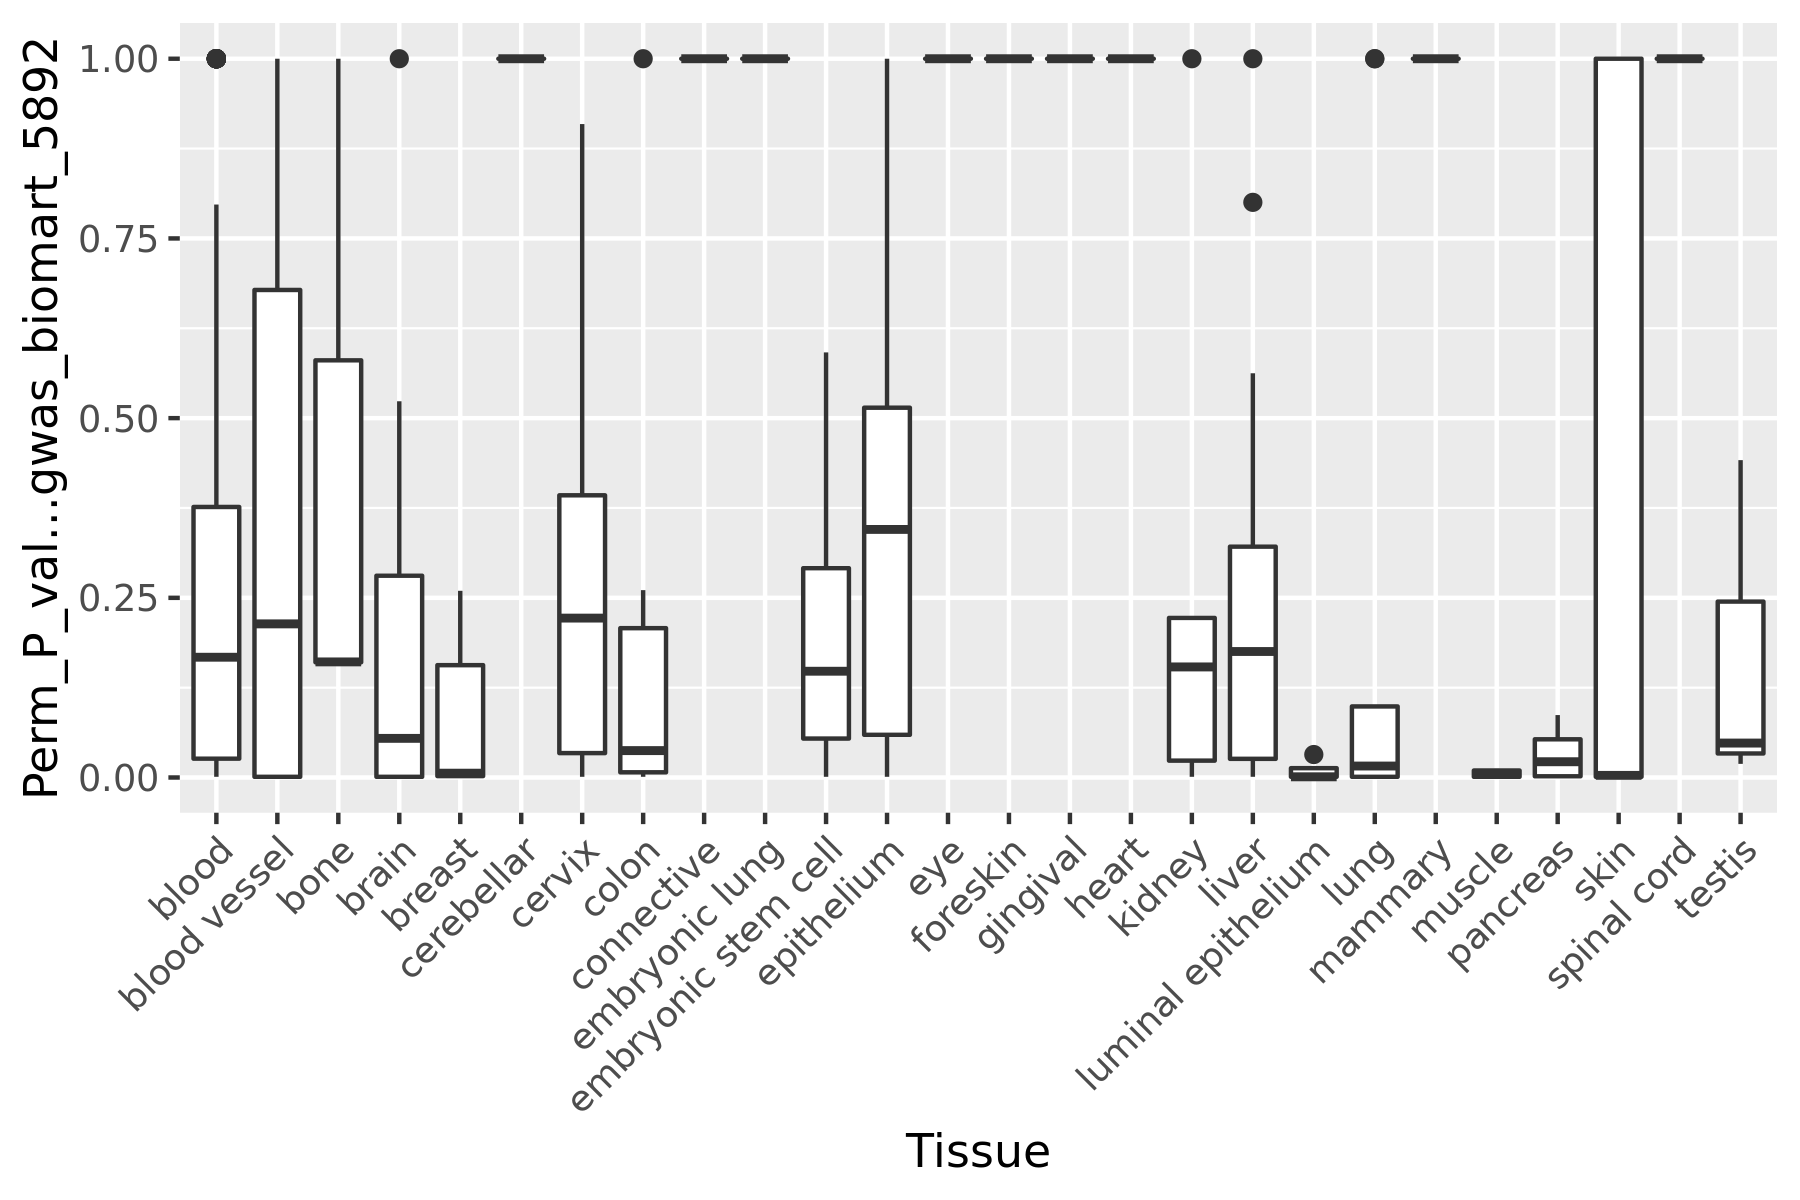 Perm_P_val...gwas_biomart_5892
1.00
0.75
0.50
0.25
0.00
blood
blood vessel
bone
brain
breast
cerebellar
cervix
colon
connective
embryonic lung
embryonic stem cell
epithelium
eye
foreskin
gingival
heart
kidney
liver
luminal epithelium
lung
mammary
muscle
pancreas
skin
spinal cord
testis
Tissue